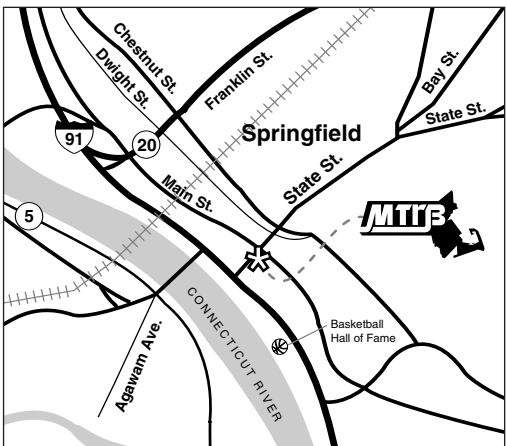 Chestnut St.
Dwight St.
Franklin St.
Bay St.
State St.
Springfield
91
20
State St.
Main St.
MTRB
5
CONNECTICUT RIVER
Basketball
Hall of Fame
Agawam Ave.